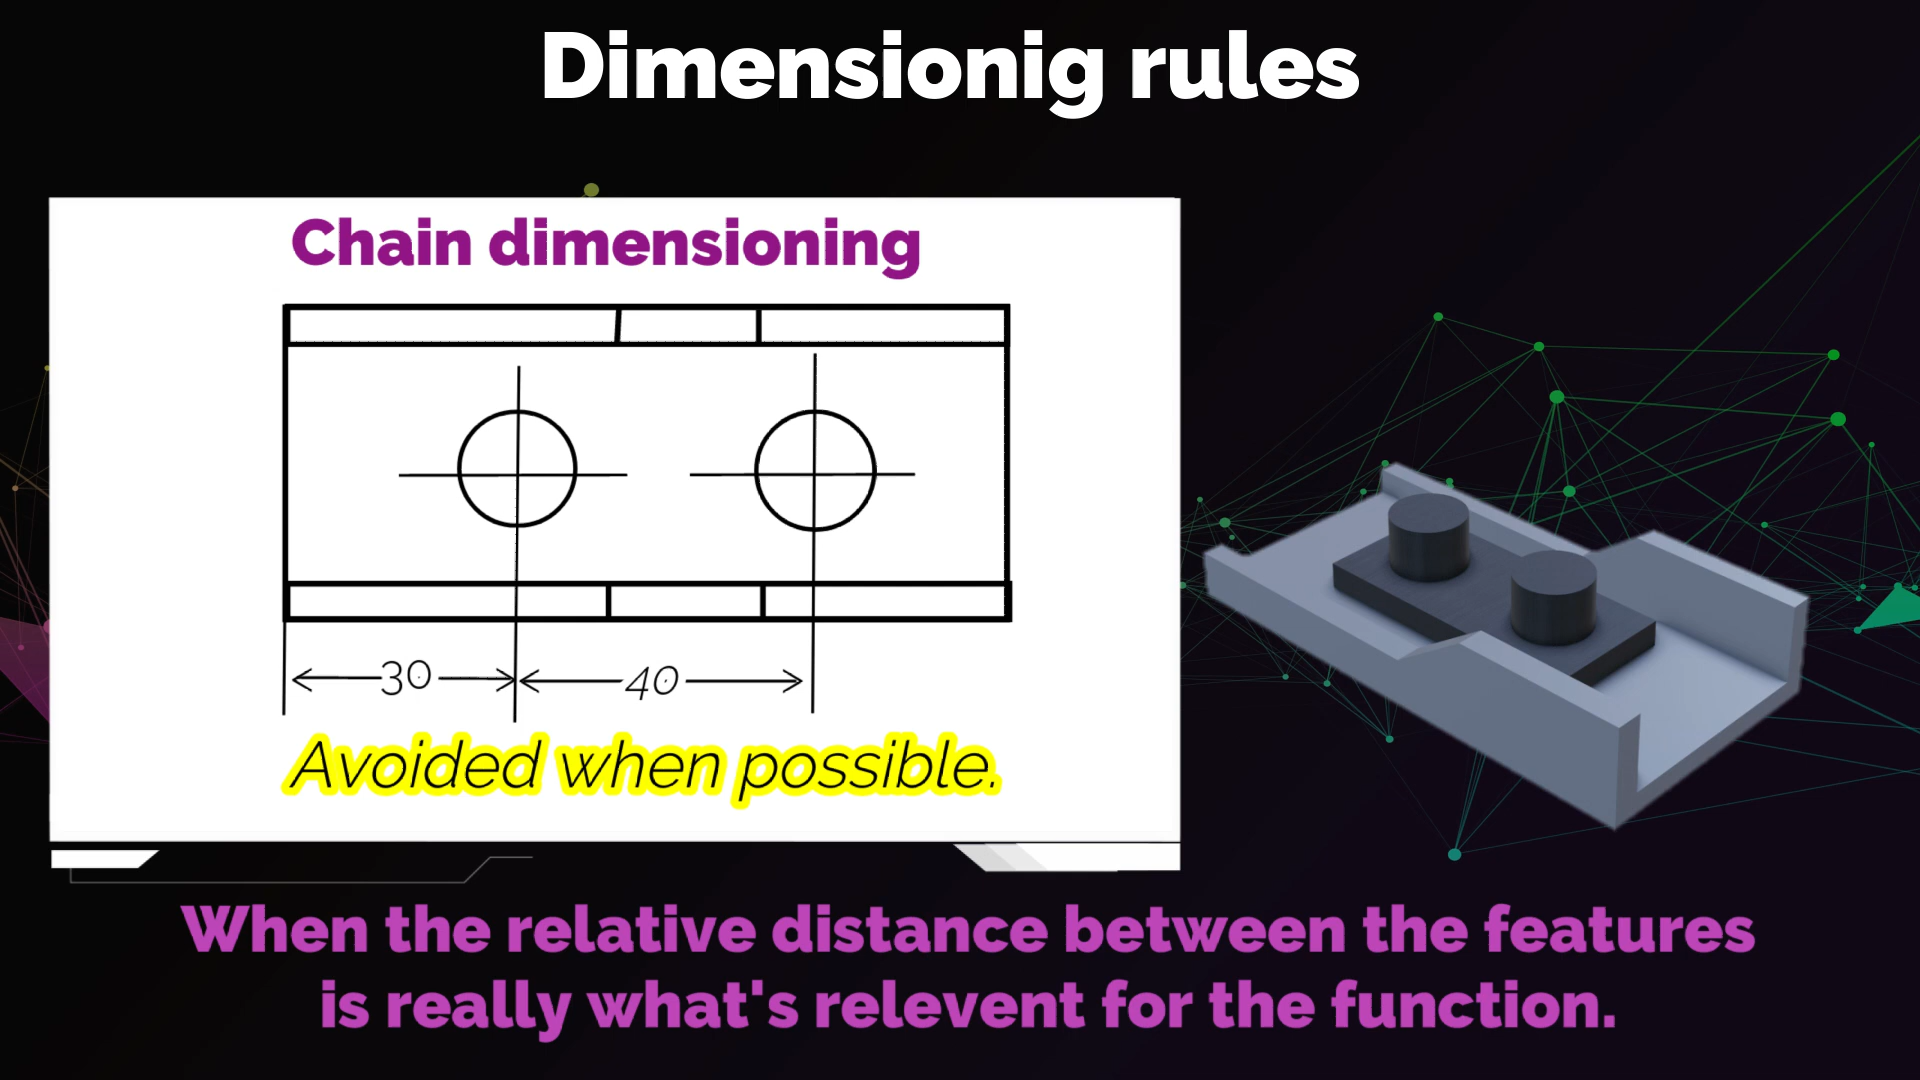 Dimensionig rules
Chain dimensioning
30 40
Avoided when possible.
When the relative distance between the features
is really what's relevent for the function.